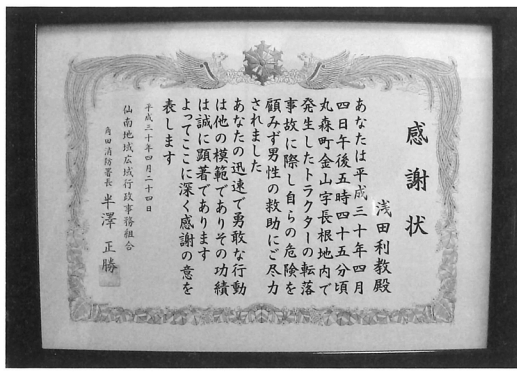 感謝状
浅田利教殿
あなたは平成三十年四月
四日午後五時四十五分頃
丸森町金山字長根地内で
発生したトラクターの転落
事故に際し自らの危険を
顧みず男性の救助にご尽力
されました
あなたの迅速で勇敢な行動
は他の模範でありその功績
は誠に顕著であります
よってここに深く感謝の意を
表します
平成三十年四月二十四日
仙南地域広域行政事務組合
角田消防署長 半澤正勝